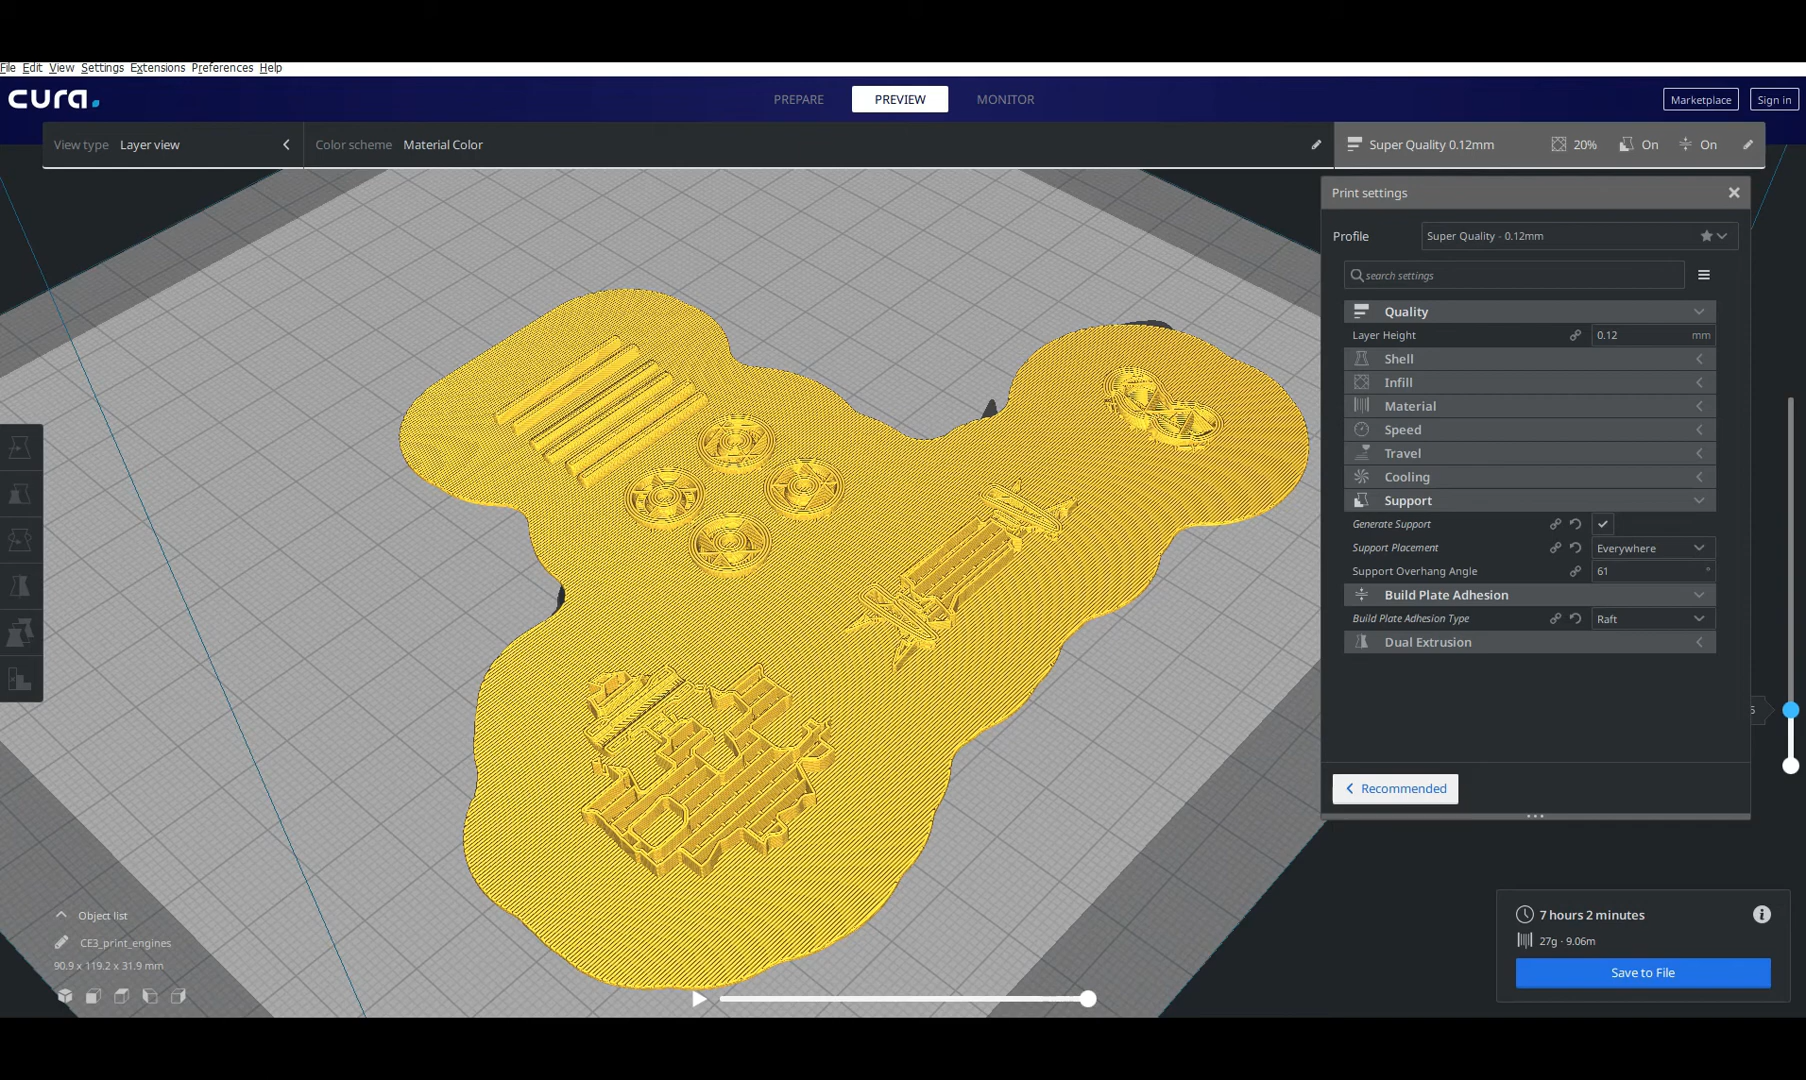 File Edit View Settings Extensions Preferences Help
cura.
PREPARE PREVIEW MONITOR
Marketplace Sign in
View type Layer view Color scheme Material Color
Super Quality 0.12mm 20% On On
Print settings
Profile Super Quality - 0.12mm
search settings
Quality
Layer Height 0.12 mm
Shell
Infill
Material
Speed
Travel
Cooling
Support
Generate Support
Support Placement Everywhere
Support Overhang Angle 61 °
Build Plate Adhesion
Build Plate Adhesion Type Raft
Dual Extrusion
Recommended
Object list
CE3_print_engines
90.9 x 119.2 x 31.9 mm
7 hours 2 minutes
27g · 9.06m
Save to File